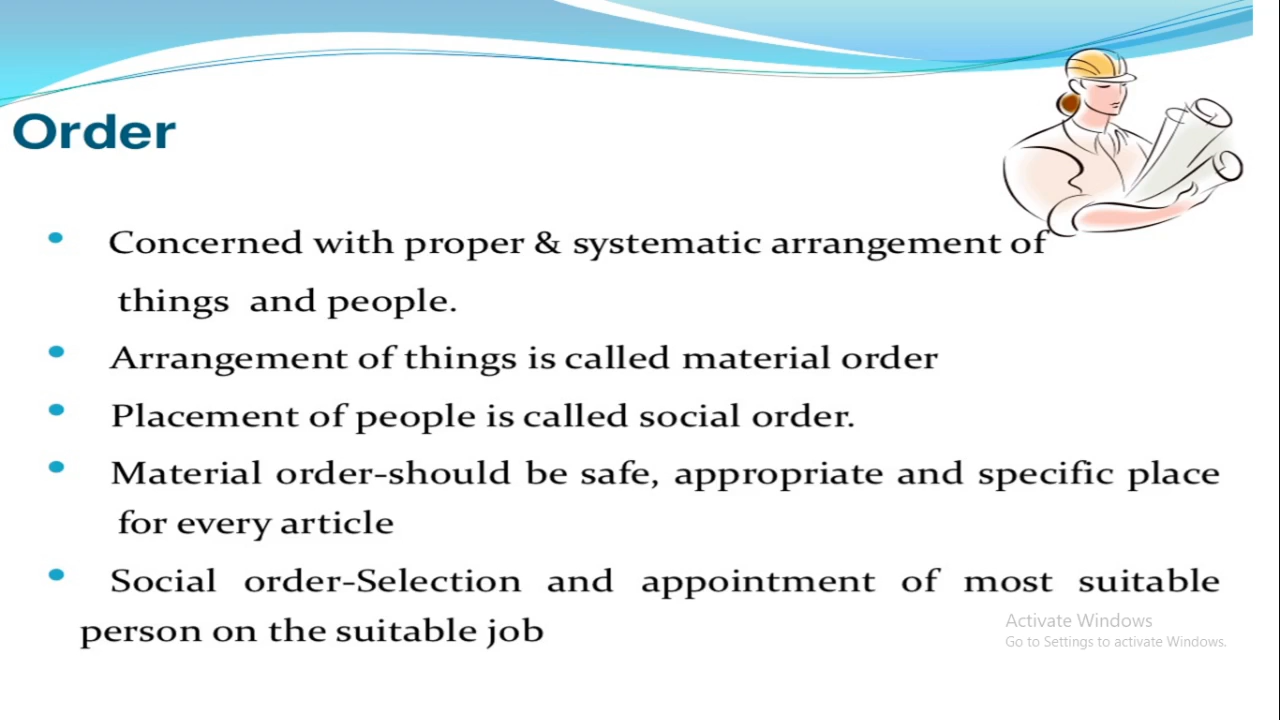 Order
• Concerned with proper & systematic arrangement of
things and people.
• Arrangement of things is called material order
• Placement of people is called social order.
• Material order-should be safe, appropriate and specific place
for every article
• Social order-Selection and appointment of most suitable
person on the suitable job
Activate Windows
Go to Settings to activate Windows.